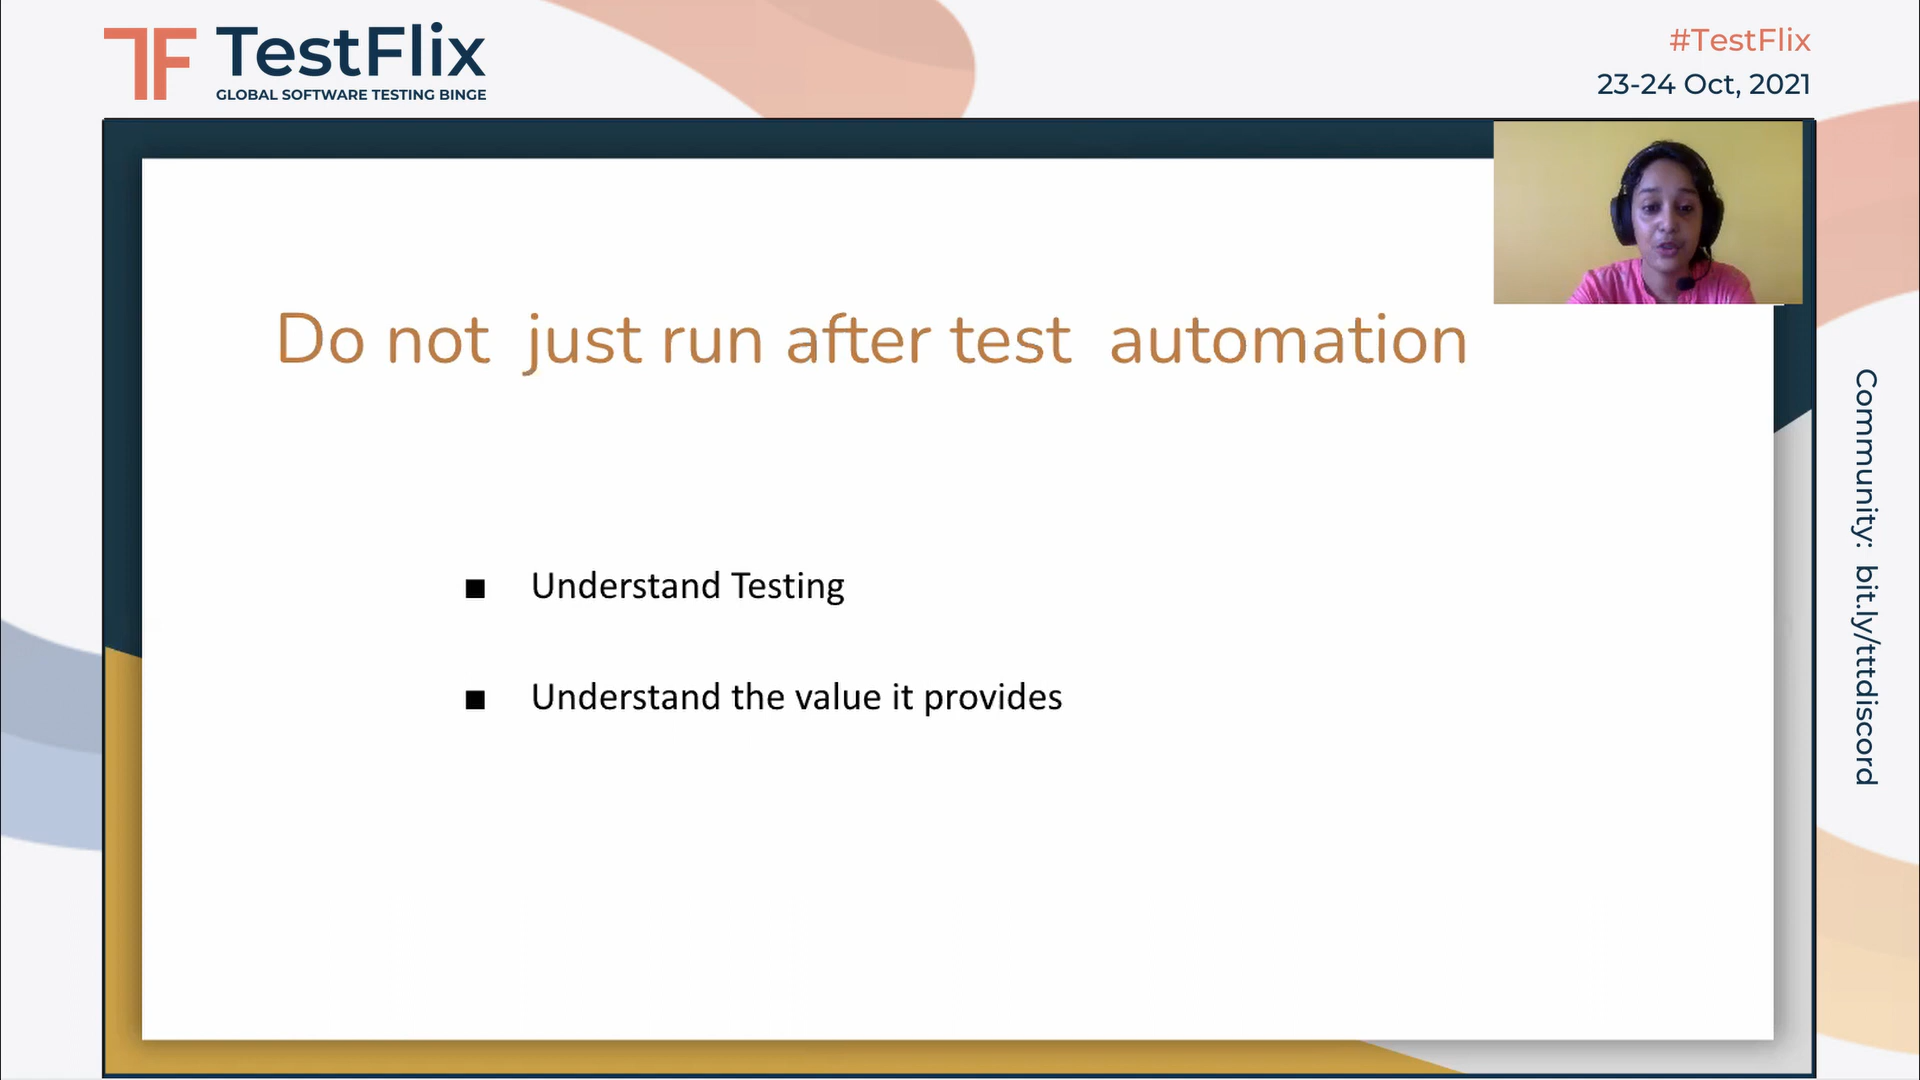 TF TestFlix
GLOBAL SOFTWARE TESTING BINGE
#TestFlix
23-24 Oct, 2021
Do not just run after test automation
■ Understand Testing
■ Understand the value it provides
Community: bit.ly/tttdiscord